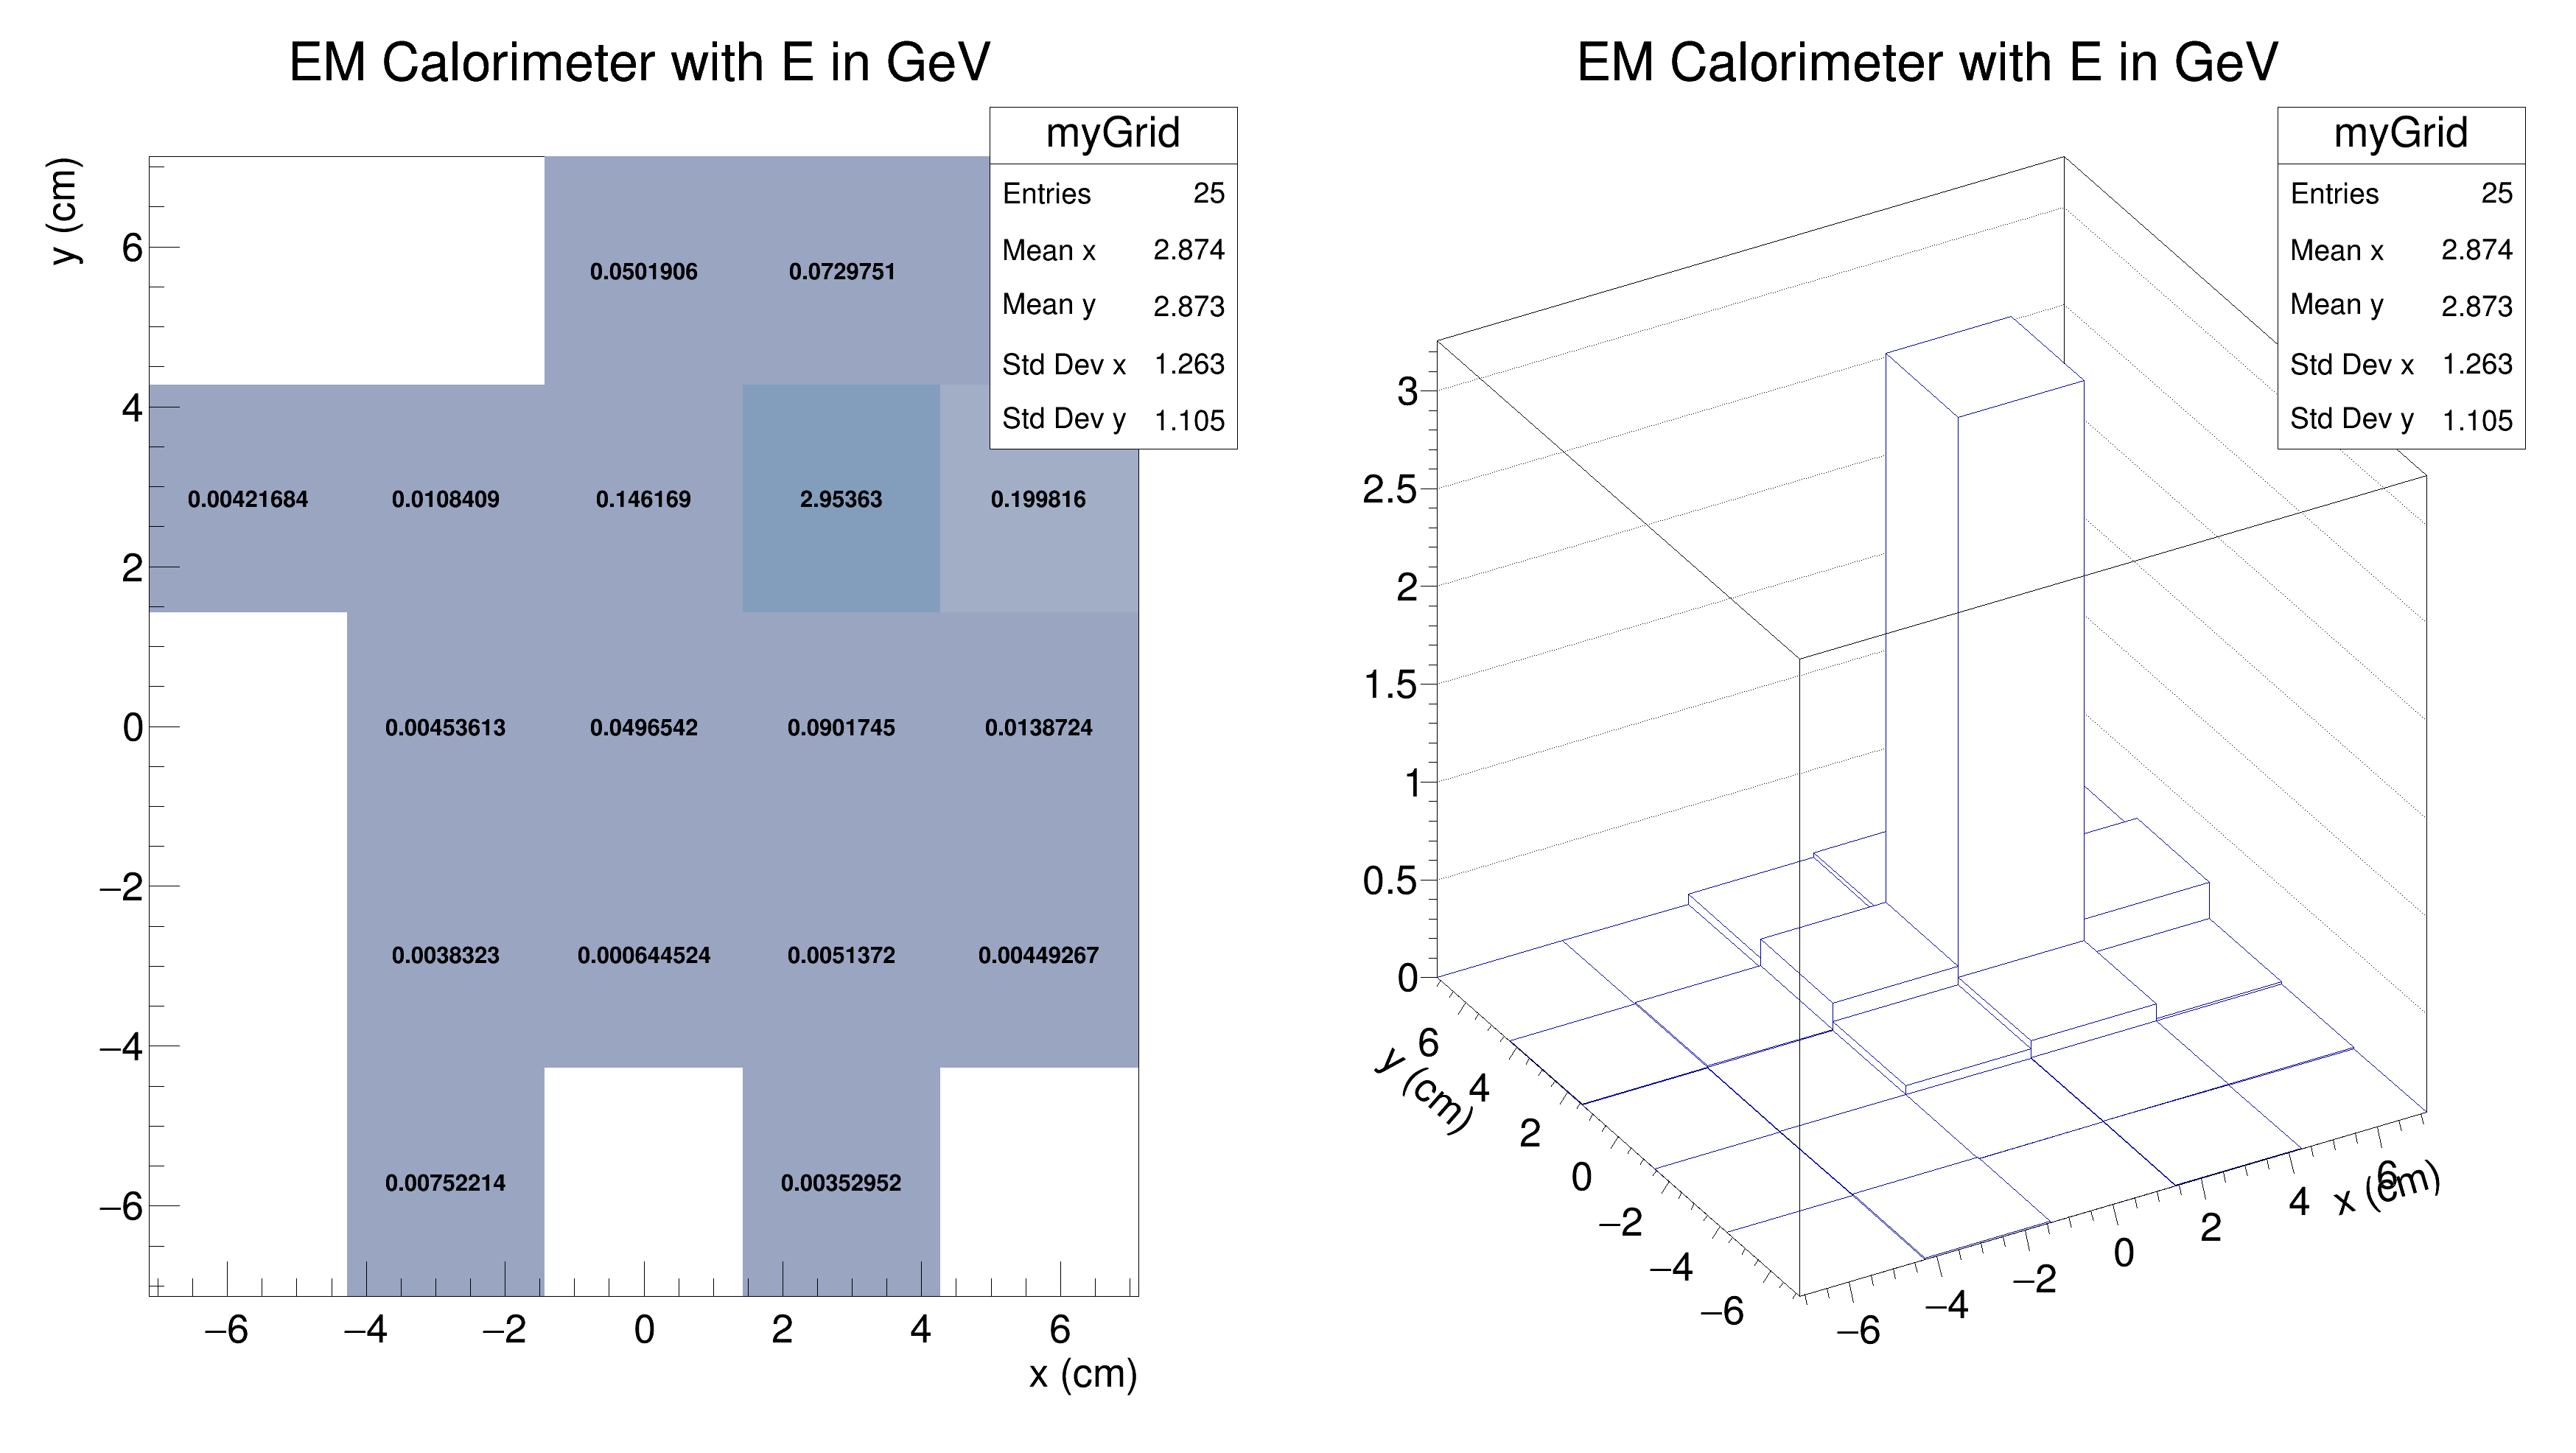 EM Calorimeter with E in GeV
myGrid
Entries 25
Mean x 2.874
Mean y 2.873
Std Dev x 1.263
Std Dev y 1.105
y (cm)
6
4
2
0
−2
−4
−6
0.0501906 0.0729751
0.00421684 0.0108409 0.146169 2.95363 0.199816
0.00453613 0.0496542 0.0901745 0.0138724
0.0038323 0.000644524 0.0051372 0.00449267
0.00752214 0.00352952
−6 −4 −2 0 2 4 6
x (cm)
EM Calorimeter with E in GeV
myGrid
Entries 25
Mean x 2.874
Mean y 2.873
Std Dev x 1.263
Std Dev y 1.105
3
2.5
2
1.5
1
0.5
0
y (cm)
6
4
2
0
−2
−4
−6
−6 −4 −2 0 2 4 6
x (cm)